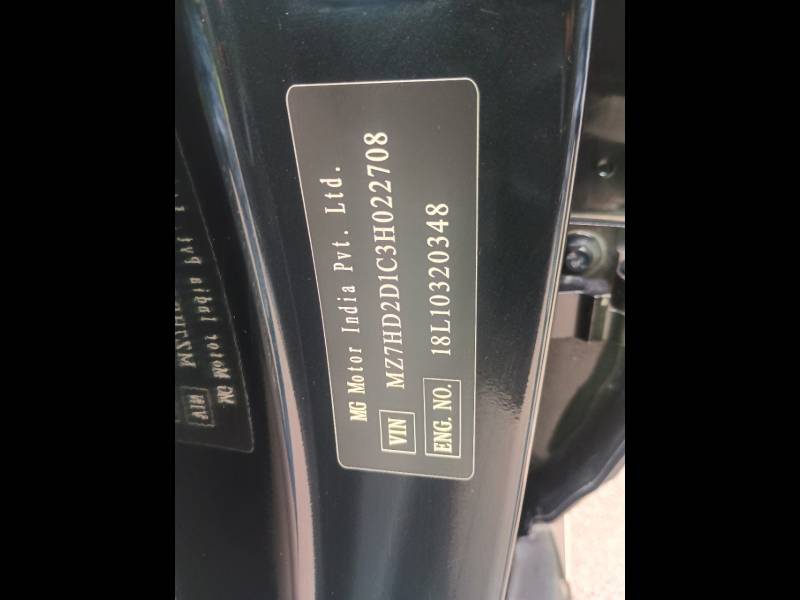 MG Motor India Pvt. Ltd.
VIN MZ7HD2D1C3H022708
ENG. NO. 18L10320348